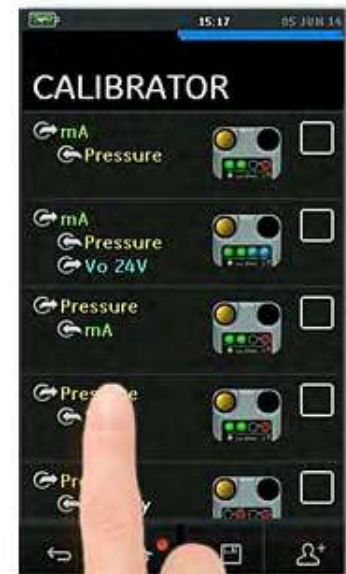 15:17
05 JUN 14
CALIBRATOR
mA
Pressure
mA
Pressure
Vo 24V
Pressure
mA